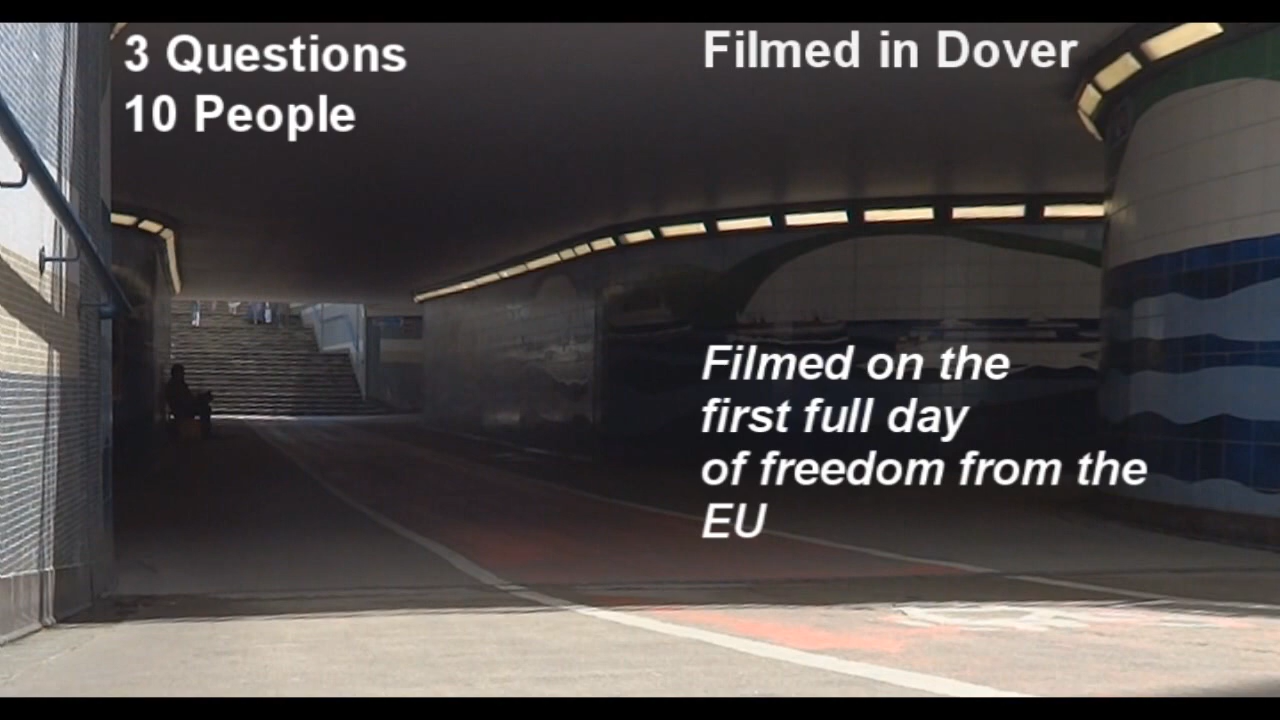 3 Questions
10 People
Filmed in Dover
Filmed on the
first full day
of freedom from the
EU